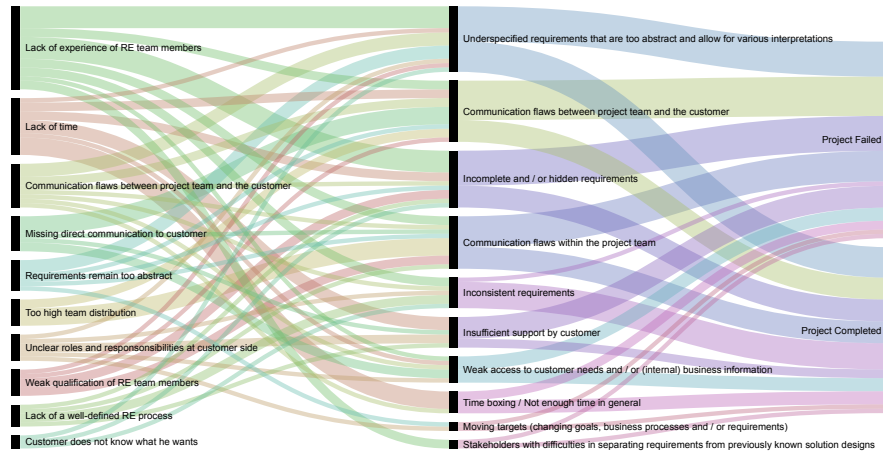 Lack of experience of RE team members
Lack of time
Communication flaws between project team and the customer
Missing direct communication to customer
Requirements remain too abstract
Too high team distribution
Unclear roles and responsonsibilities at customer side
Weak qualification of RE team members
Lack of a well-defined RE process
Customer does not know what he wants
Underspecified requirements that are too abstract and allow for various interpretations
Communication flaws between project team and the customer
Incomplete and / or hidden requirements
Communication flaws within the project team
Inconsistent requirements
Insufficient support by customer
Weak access to customer needs and / or (internal) business information
Time boxing / Not enough time in general
Moving targets (changing goals, business processes and / or requirements)
Stakeholders with difficulties in separating requirements from previously known solution designs
Project Failed
Project Completed